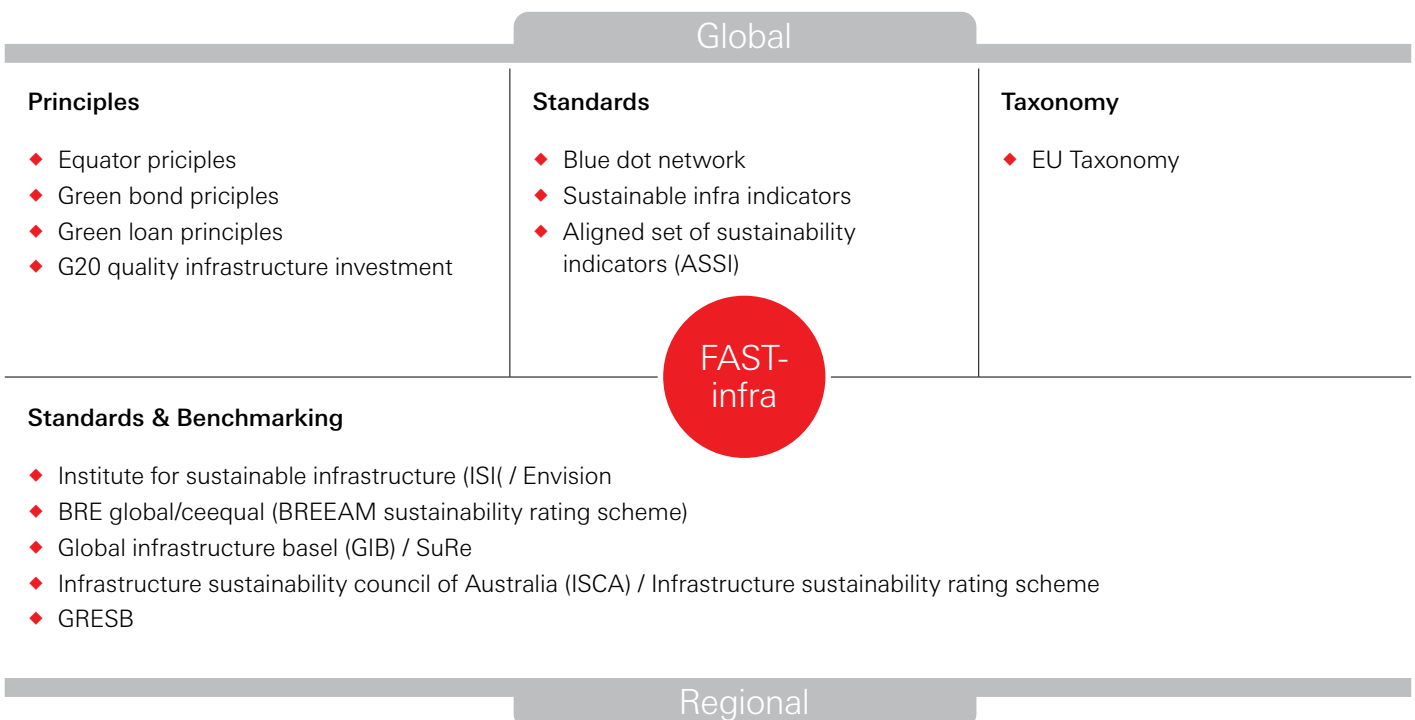 Global
Principles
Equator priciples
Green bond priciples
Green loan principles
G20 quality infrastructure investment
Standards
Blue dot network
Sustainable infra indicators
Aligned set of sustainability
indicators (ASSI)
Taxonomy
EU Taxonomy
FAST-
infra
Standards & Benchmarking
Institute for sustainable infrastructure (ISI( / Envision
BRE global/ceequal (BREEAM sustainability rating scheme)
Global infrastructure basel (GIB) / SuRe
Infrastructure sustainability council of Australia (ISCA) / Infrastructure sustainability rating scheme
GRESB
Regional